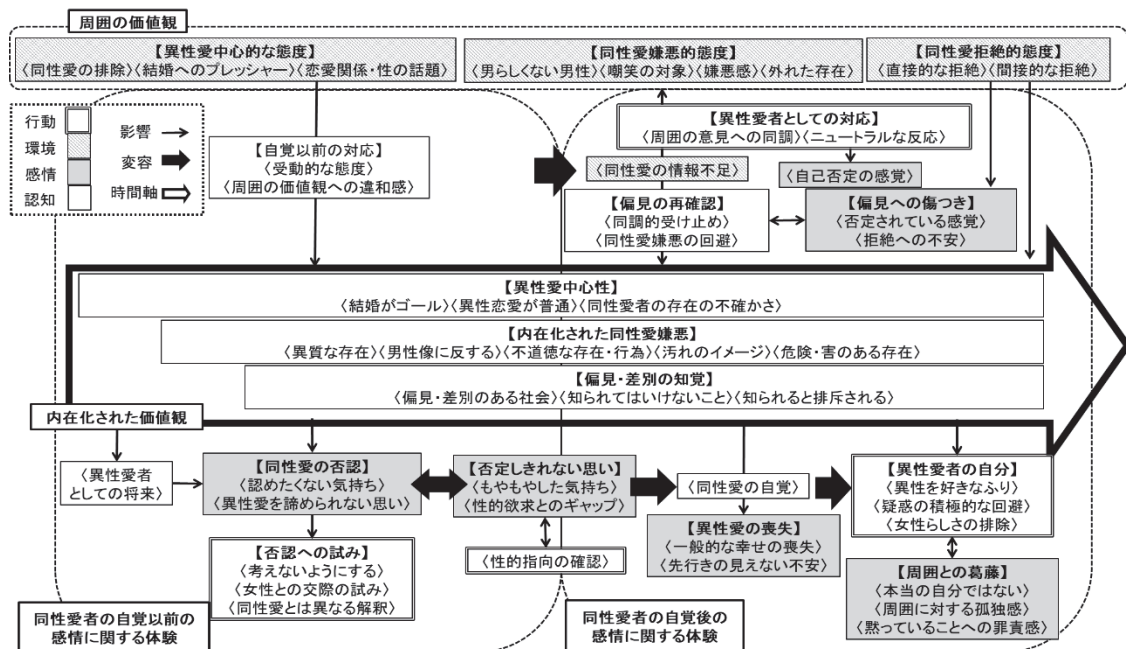 周囲の価値観
【異性愛中心的な態度】
〈同性愛の排除〉〈結婚へのプレッシャー〉〈恋愛関係・性の話題〉
【同性愛嫌悪的態度】
〈男らしくない男性〉〈嘲笑の対象〉〈嫌悪感〉〈外れた存在〉
【同性愛拒絶的態度】
〈直接的な拒絶〉〈間接的な拒絶〉
行動
環境
感情
認知
影響
変容
時間軸
【自覚以前の対応】
〈受動的な態度〉
〈周囲の価値観への違和感〉
【異性愛者としての対応】
〈周囲の意見への同調〉〈ニュートラルな反応〉
〈同性愛の情報不足〉
〈自己否定の感覚〉
【偏見の再確認】
〈同調的受け止め〉
〈同性愛嫌悪の回避〉
【偏見への傷つき】
〈否定されている感覚〉
〈拒絶への不安〉
【異性愛中心性】
〈結婚がゴール〉〈異性恋愛が普通〉〈同性愛者の存在の不確かさ〉
【内在化された同性愛嫌悪】
〈異質な存在〉〈男性像に反する〉〈不道徳な存在・行為〉〈汚れのイメージ〉〈危険・害のある存在〉
【偏見・差別の知覚】
〈偏見・差別のある社会〉〈知られてはいけないこと〉〈知られると排斥される〉
内在化された価値観
〈異性愛者
としての将来〉
【同性愛の否認】
〈認めたくない気持ち〉
〈異性愛を諦められない思い〉
【否定しきれない思い】
〈もやもやした気持ち〉
〈性的欲求とのギャップ〉
〈同性愛の自覚〉
【異性愛者の自分】
〈異性を好きなふり〉
〈疑惑の積極的な回避〉
〈女性らしさの排除〉
【否認への試み】
〈考えないようにする〉
〈女性との交際の試み〉
〈同性愛とは異なる解釈〉
〈性的指向の確認〉
【異性愛の喪失】
〈一般的な幸せの喪失〉
〈先行きの見えない不安〉
【周囲との葛藤】
〈本当の自分ではない〉
〈周囲に対する孤独感〉
〈黙っていることへの罪責感〉
同性愛者の自覚以前の
感情に関する体験
同性愛者の自覚後の
感情に関する体験